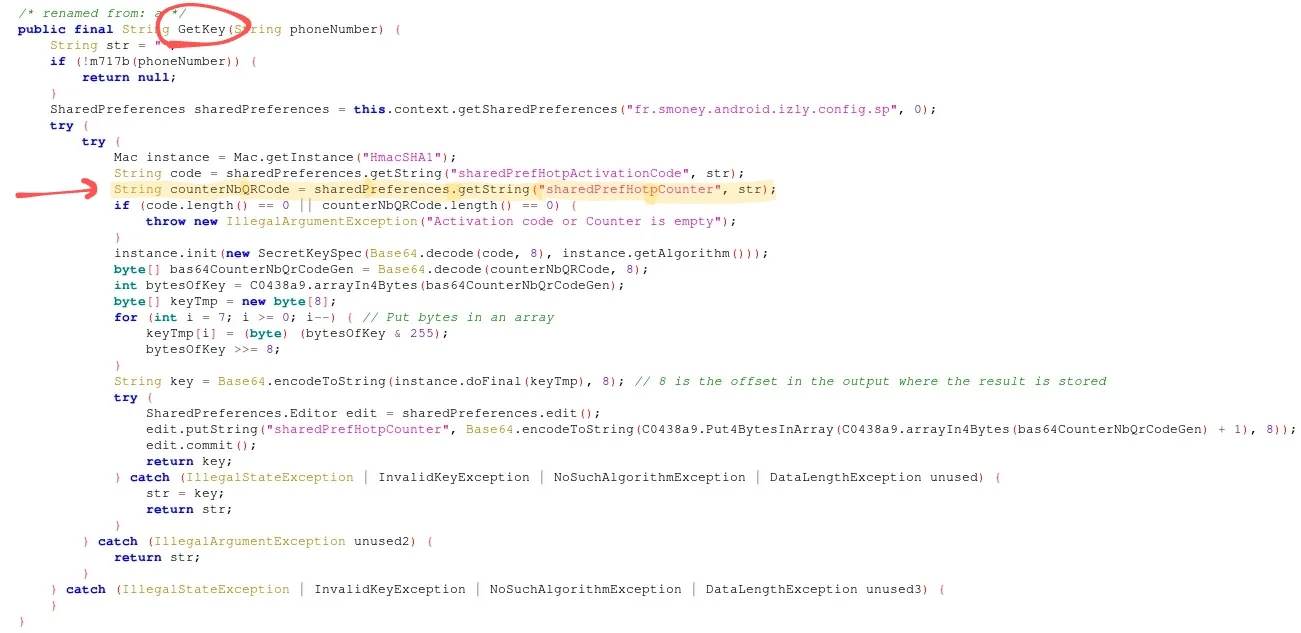 /* renamed from: a */
public final String GetKey(String phoneNumber) {
    String str = "";
    if (!m717b(phoneNumber)) {
        return null;
    }
    SharedPreferences sharedPreferences = this.context.getSharedPreferences("fr.smoney.android.izly.config.sp", 0);
    try {
        try {
            Mac instance = Mac.getInstance("HmacSHA1");
            String code = sharedPreferences.getString("sharedPrefHotpActivationCode", str);
            String counterNbQRCode = sharedPreferences.getString("sharedPrefHotpCounter", str);
            if (code.length() == 0 || counterNbQRCode.length() == 0) {
                throw new IllegalArgumentException("Activation code or Counter is empty");
            }
            instance.init(new SecretKeySpec(Base64.decode(code, 8), instance.getAlgorithm()));
            byte[] bas64CounterNbQrCodeGen = Base64.decode(counterNbQRCode, 8);
            int bytesOfKey = C0438a9.arrayIn4Bytes(bas64CounterNbQrCodeGen);
            byte[] keyTmp = new byte[8];
            for (int i = 7; i >= 0; i--) { // Put bytes in an array
                keyTmp[i] = (byte) (bytesOfKey & 255);
                bytesOfKey >>= 8;
            }
            String key = Base64.encodeToString(instance.doFinal(keyTmp), 8); // 8 is the offset in the output where the result is stored
            try {
                SharedPreferences.Editor edit = sharedPreferences.edit();
                edit.putString("sharedPrefHotpCounter", Base64.encodeToString(C0438a9.Put4BytesInArray(C0438a9.arrayIn4Bytes(bas64CounterNbQrCodeGen) + 1), 8));
                edit.commit();
                return key;
            } catch (IllegalStateException | InvalidKeyException | NoSuchAlgorithmException | DataLengthException unused) {
                str = key;
                return str;
            }
        } catch (IllegalArgumentException unused2) {
            return str;
        }
    } catch (IllegalStateException | InvalidKeyException | NoSuchAlgorithmException | DataLengthException unused3) {
    }
}